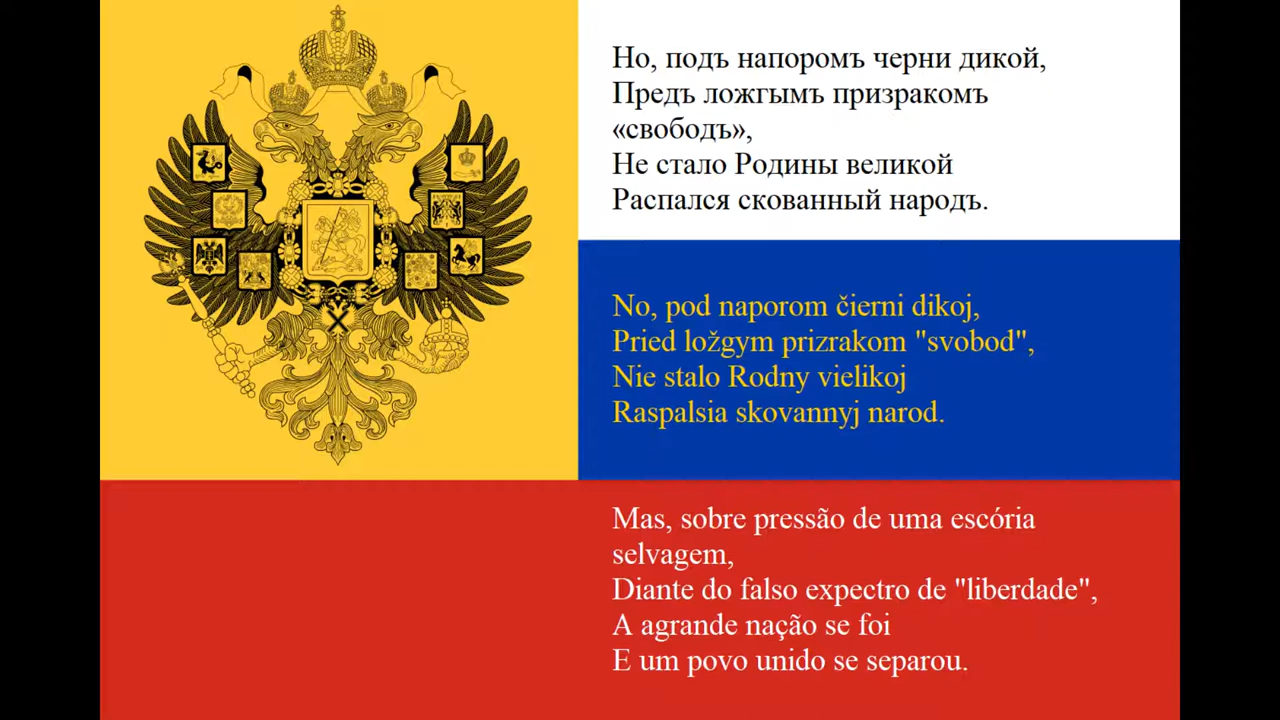 Но, подъ напоромъ черни дикой,
Предъ ложгымъ призракомъ
«свободъ»,
Не стало Родины великой
Распался скованный народъ.
No, pod naporom čierni dikoj,
Pried ložgym prizrakom "svobod",
Nie stalo Rodny vielikoj
Raspalsia skovannyj narod.
Mas, sobre pressão de uma escória
selvagem,
Diante do falso expectro de "liberdade",
A agrande nação se foi
E um povo unido se separou.